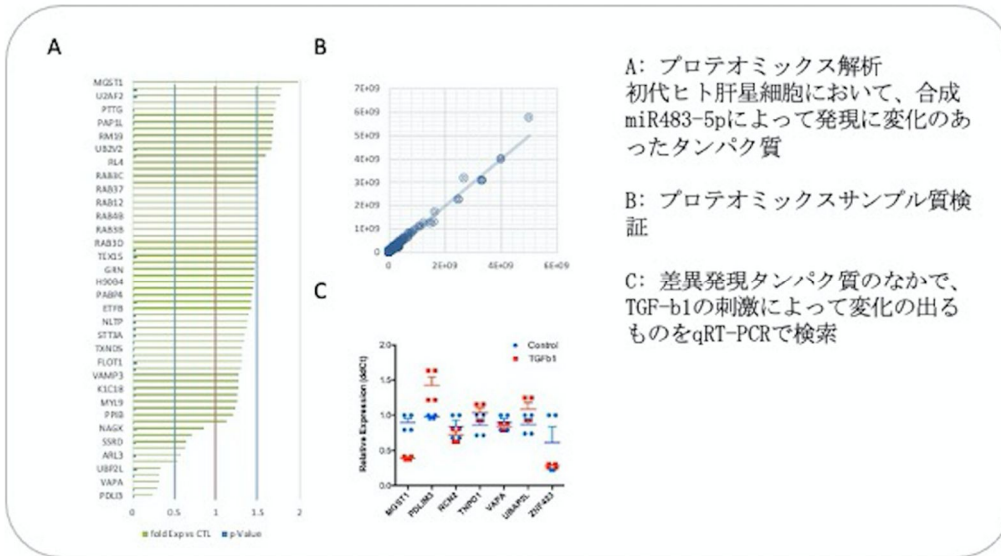 A
MGST1
U2AF2
PTTG
PAP1L
RM19
UB2V2
RL4
RAB3C
RAB37
RAB12
RAB4B
RAB3B
RAB3D
TEX15
GRN
H90B4
PABP4
ETFB
NLTP
STT3A
TXND5
FLOT1
VAMP3
K1C18
MYL9
PPIB
NAGK
SSRD
ARL3
UBP2L
VAPA
PDLI3
0 0.5 1 1.5 2
fold Exp vs CTL p Value
B
7E+09
6E+09
5E+09
4E+09
3E+09
2E+09
1E+09
0
0 2E+09 4E+09 6E+09
C
Control
TGFb1
Relative Expression (ddCt)
2.0
1.5
1.0
0.5
0.0
MGST1
PDLIM3
RCN2
TNPO1
VAPA
UBAP2L
ZNF423
A: プロテオミックス解析
初代ヒト肝星細胞において、合成
miR483-5pによって発現に変化のあ
ったタンパク質
B: プロテオミックスサンプル質検
証
C: 差異発現タンパク質のなかで、
TGF-b1の刺激によって変化の出る
ものをqRT-PCRで検索